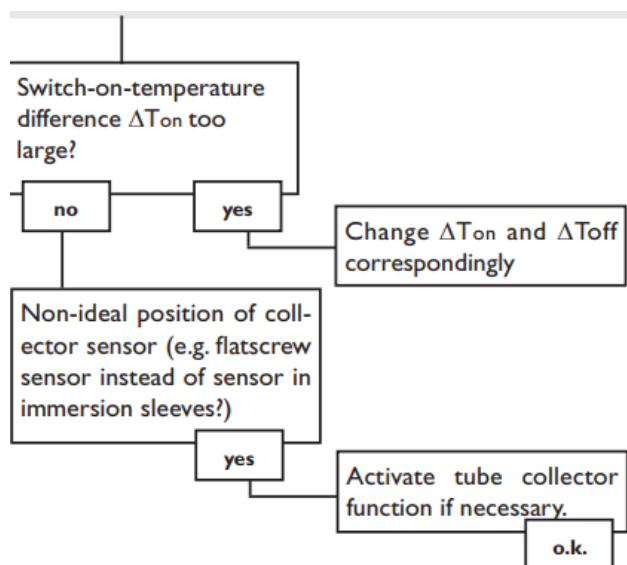 Switch-on-temperature
difference ΔTon too
large?
no
yes
Change ΔTon and ΔToff
correspondingly
Non-ideal position of coll-
ector sensor (e.g. flatscrew
sensor instead of sensor in
immersion sleeves?)
yes
Activate tube collector
function if necessary.
o.k.